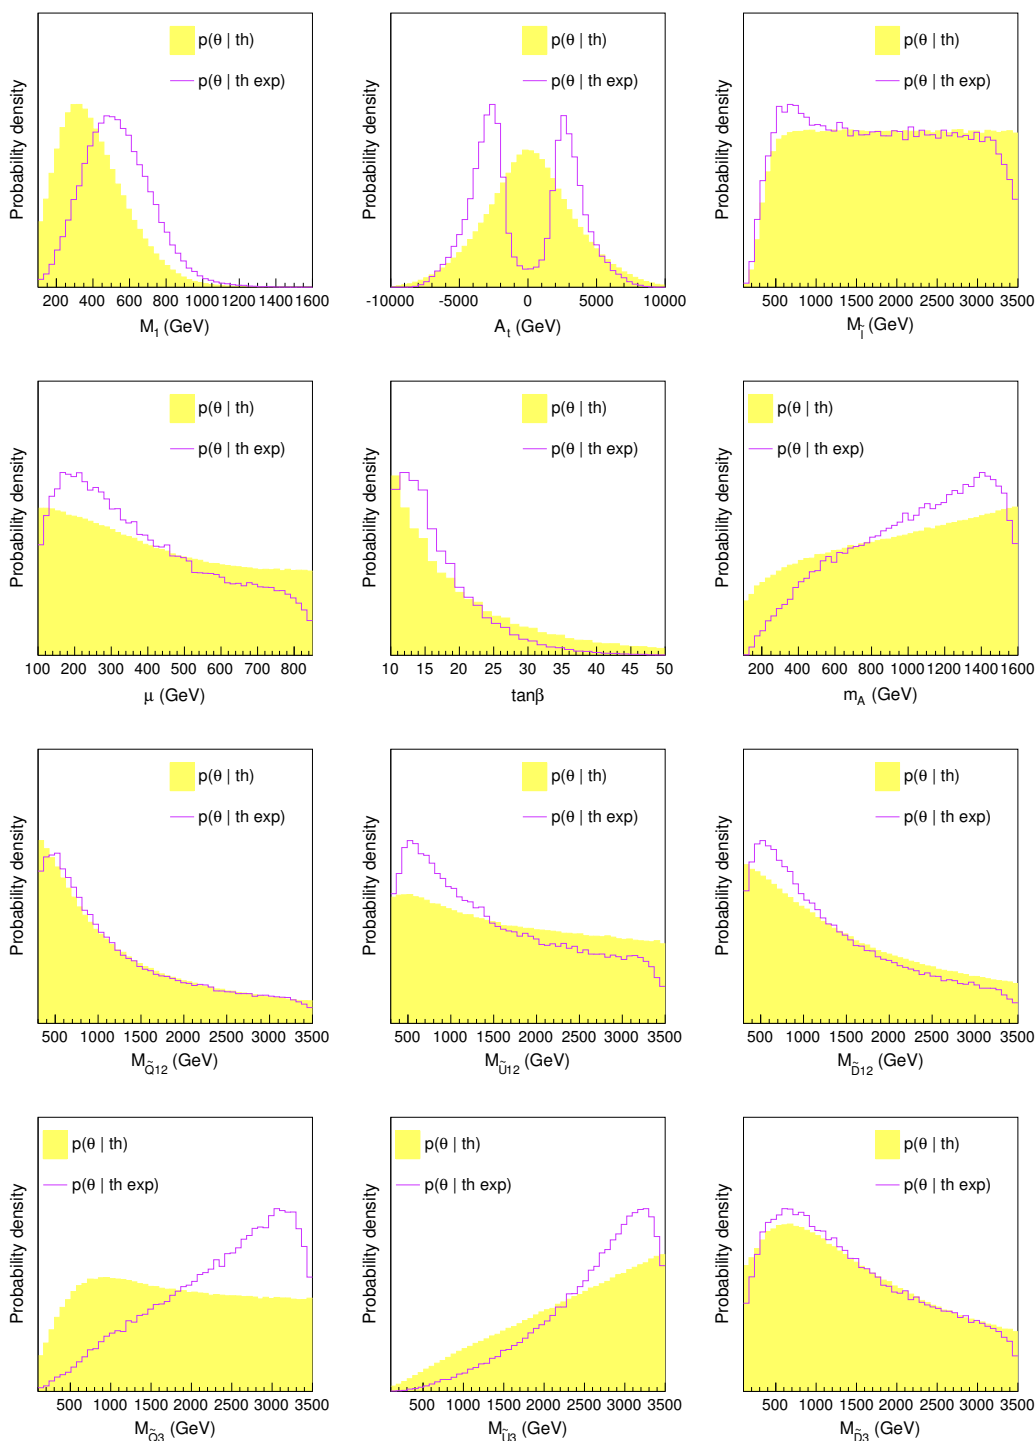 p(θ | th)
p(θ | th exp)
Probability density
200 400 600 800 1000 1200 1400 1600
M1 (GeV)
p(θ | th)
p(θ | th exp)
Probability density
-10000 -5000 0 5000 10000
At (GeV)
p(θ | th)
p(θ | th exp)
Probability density
500 1000 1500 2000 2500 3000 3500
Ml̃ (GeV)
p(θ | th)
p(θ | th exp)
Probability density
100 200 300 400 500 600 700 800
μ (GeV)
p(θ | th)
p(θ | th exp)
Probability density
10 15 20 25 30 35 40 45 50
tanβ
p(θ | th)
p(θ | th exp)
Probability density
200 400 600 800 1000 1200 1400 1600
mA (GeV)
p(θ | th)
p(θ | th exp)
Probability density
500 1000 1500 2000 2500 3000 3500
MQ̃12 (GeV)
p(θ | th)
p(θ | th exp)
Probability density
500 1000 1500 2000 2500 3000 3500
MŨ12 (GeV)
p(θ | th)
p(θ | th exp)
Probability density
500 1000 1500 2000 2500 3000 3500
MD̃12 (GeV)
p(θ | th)
p(θ | th exp)
Probability density
500 1000 1500 2000 2500 3000 3500
MQ̃3 (GeV)
p(θ | th)
p(θ | th exp)
Probability density
500 1000 1500 2000 2500 3000 3500
MŨ3 (GeV)
p(θ | th)
p(θ | th exp)
Probability density
500 1000 1500 2000 2500 3000 3500
MD̃3 (GeV)